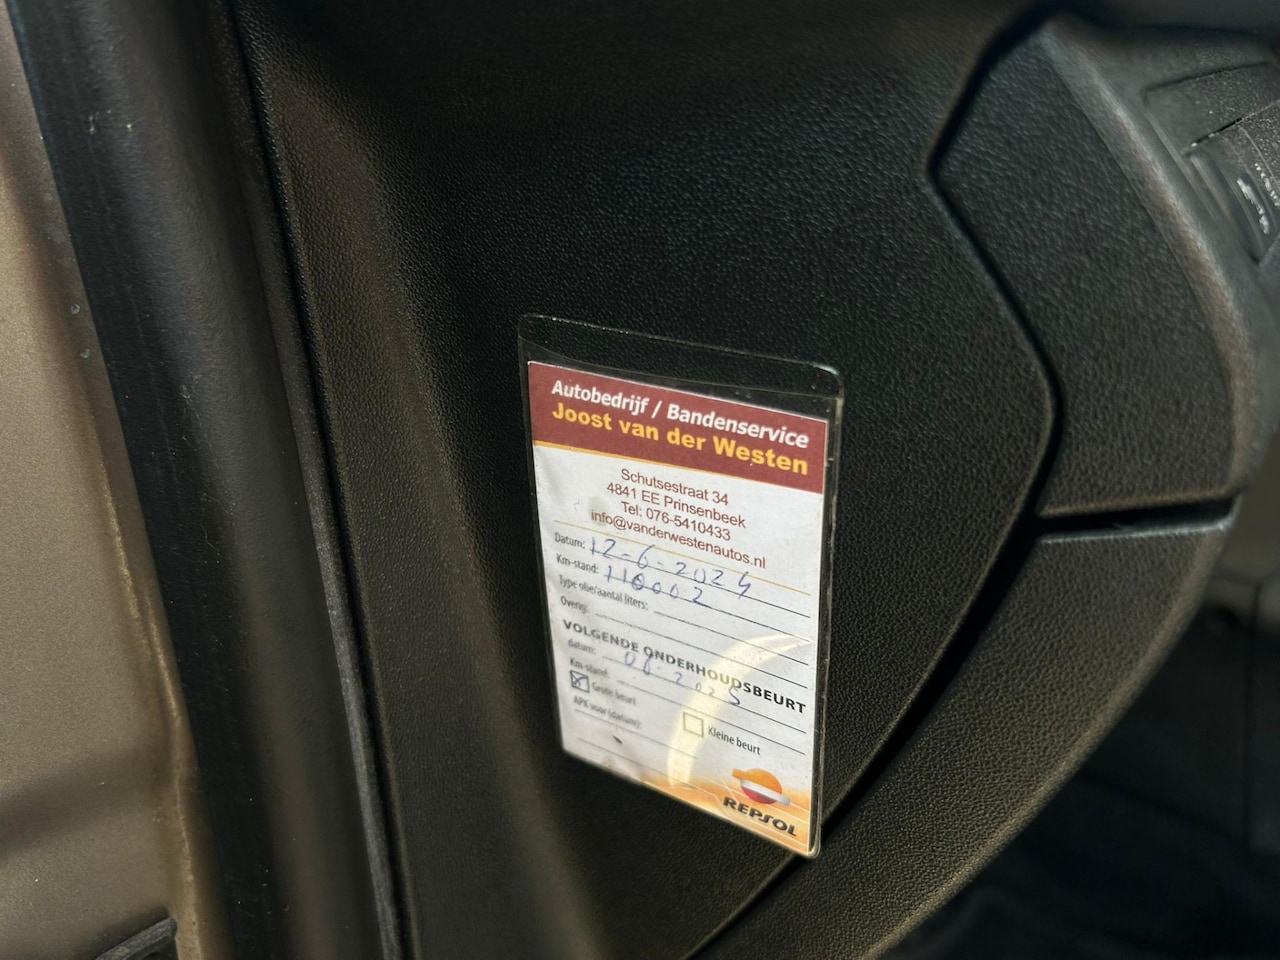 Autobedrijf / Bandenservice
Joost van der Westen
Schutsestraat 34
4841 EE Prinsenbeek
Tel: 076-5410433
info@vanderwestenautos.nl
Datum: 12-6-2024
Km-stand: 110002
Type olie/aantal liters:
Overig:
VOLGENDE ONDERHOUDSBEURT
datum: 06-2025
Km-stand:
Grote beurt
Kleine beurt
APK voor (datum):
REPSOL